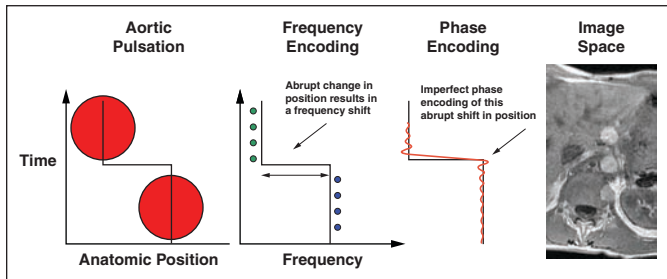 Aortic
Pulsation
Frequency
Encoding
Phase
Encoding
Image
Space
Abrupt change in
position results in
a frequency shift
Imperfect phase
encoding of this
abrupt shift in position
Time
Anatomic Position
Frequency